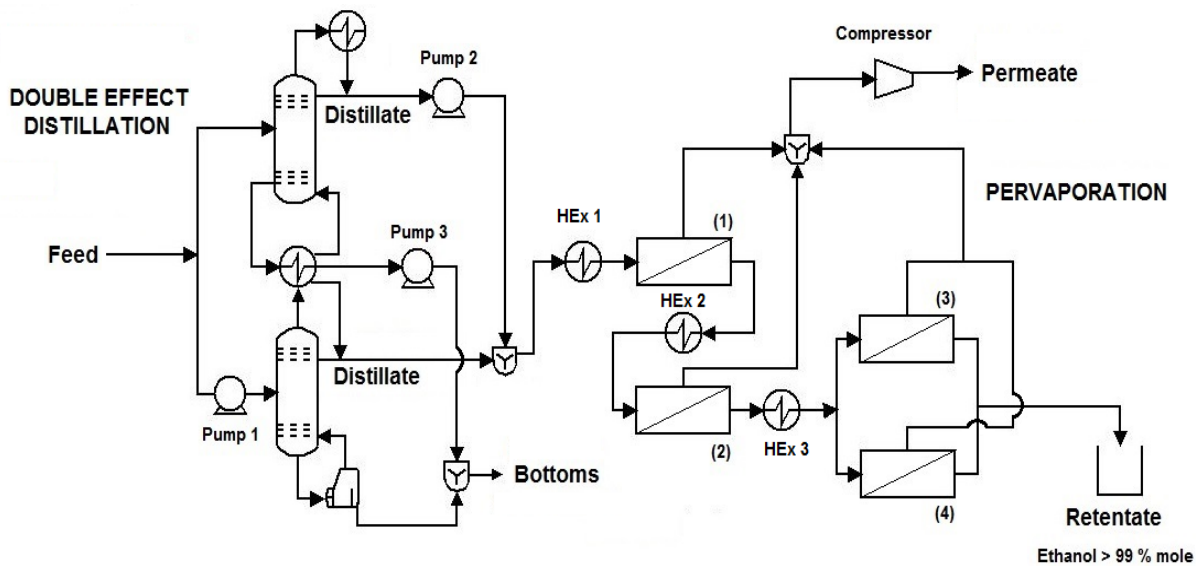 Compressor
Permeate
Pump 2
DOUBLE EFFECT
DISTILLATION
Distillate
PERVAPORATION
HEx 1
(1)
Pump 3
Feed
HEx 2
(3)
Distillate
Pump 1
(2)
HEx 3
Bottoms
(4)
Retentate
Ethanol > 99 % mole